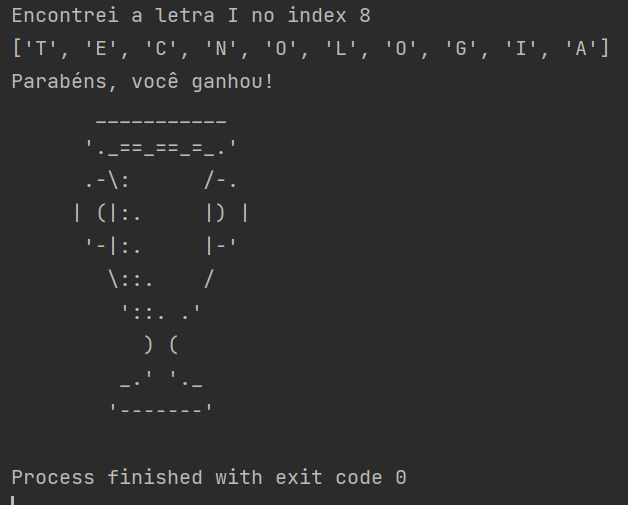 Encontrei a letra I no index 8
['T', 'E', 'C', 'N', 'O', 'L', 'O', 'G', 'I', 'A']
Parabéns, você ganhou!
       ___________
      '._==_==_=_.'
      .-\:      /-.
     | (|:.     |) |
      '-|:.     |-'
        \::.    /
         '::. .'
           ) (
         _.' '._
        '-------'
Process finished with exit code 0